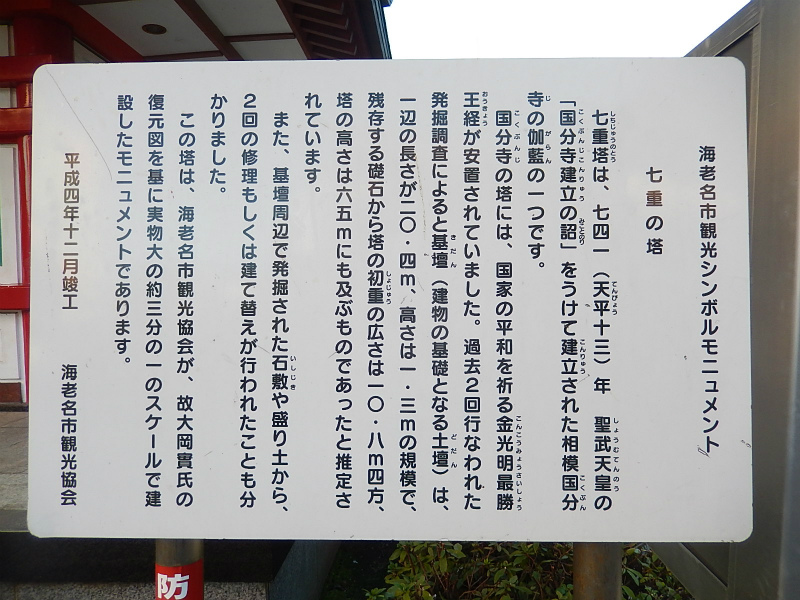 海老名市観光シンボルモニュメント
七重の塔
七重塔は、七四一（天平十三）年　聖武天皇の
「国分寺建立の詔」をうけて建立された相模国分
寺の伽藍の一つです。
国分寺の塔には、国家の平和を祈る金光明最勝
王経が安置されていました。過去２回行なわれた
発掘調査によると基壇（建物の基礎となる土壇）は、
一辺の長さが二〇・四ｍ、高さは一・三ｍの規模で、
残存する礎石から塔の初重の広さは一〇・八ｍ四方、
塔の高さは六五ｍにも及ぶものであったと推定さ
れています。
また、基壇周辺で発掘された石敷や盛り土から、
２回の修理もしくは建て替えが行われたことも分
かりました。
この塔は、海老名市観光協会が、故大岡實氏の
復元図を基に実物大の約三分の一のスケールで建
設したモニュメントであります。
平成四年十二月竣工　海老名市観光協会
防